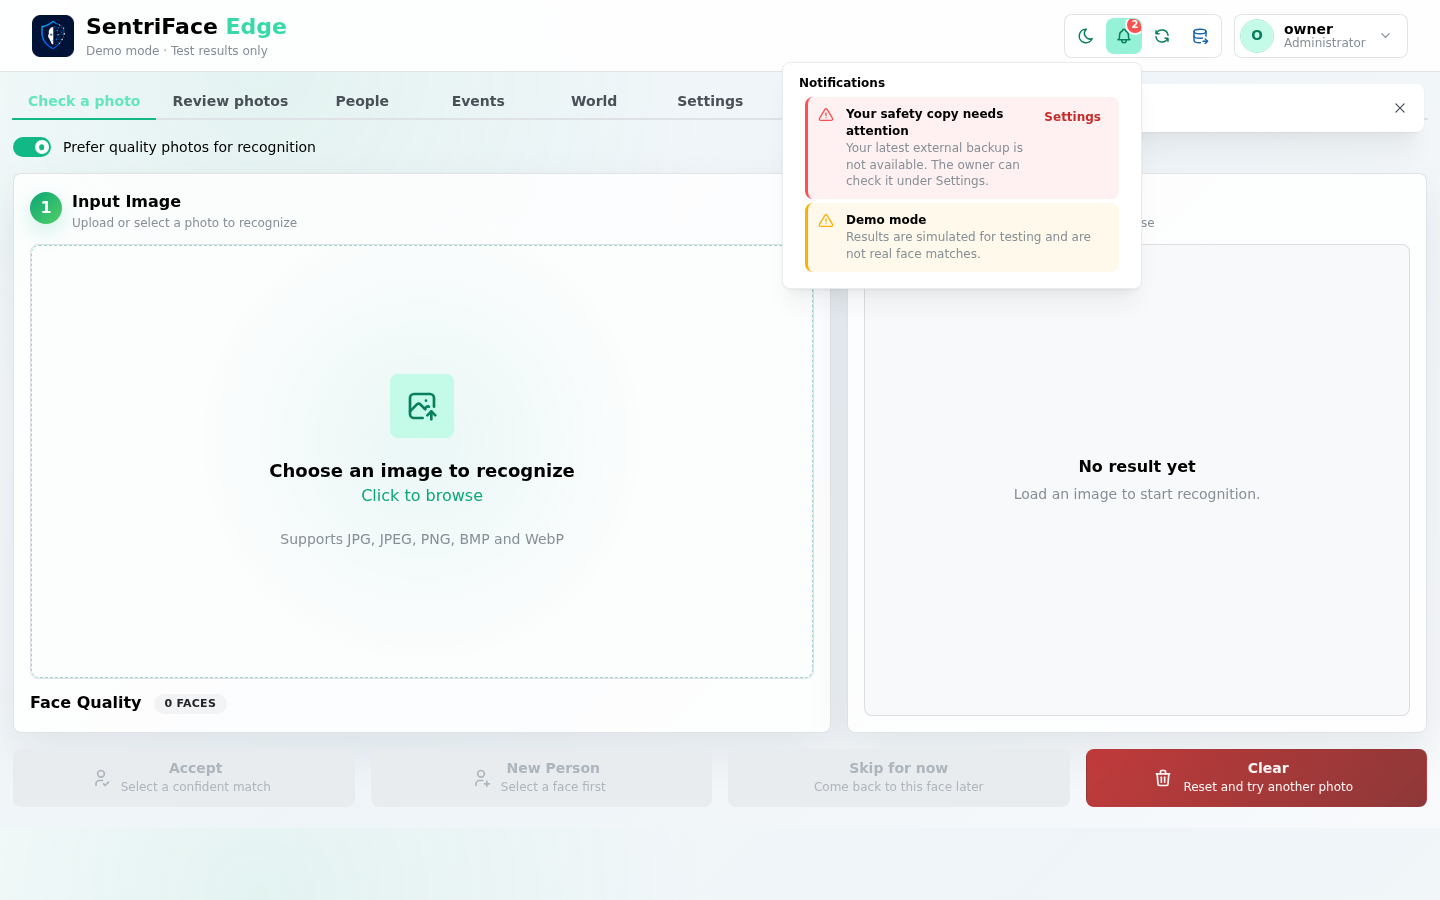 SentriFace Edge
Demo mode · Test results only
2
O
owner
Administrator
Notifications
Your safety copy needs
attention
Settings
Your latest external backup is
not available. The owner can
check it under Settings.
Demo mode
Results are simulated for testing and are
not real face matches.
Check a photo
Review photos
People
Events
World
Settings
Prefer quality photos for recognition
1
Input Image
Upload or select a photo to recognize
Choose an image to recognize
Click to browse
Supports JPG, JPEG, PNG, BMP and WebP
Face Quality
0 FACES
se
No result yet
Load an image to start recognition.
Accept
Select a confident match
New Person
Select a face first
Skip for now
Come back to this face later
Clear
Reset and try another photo